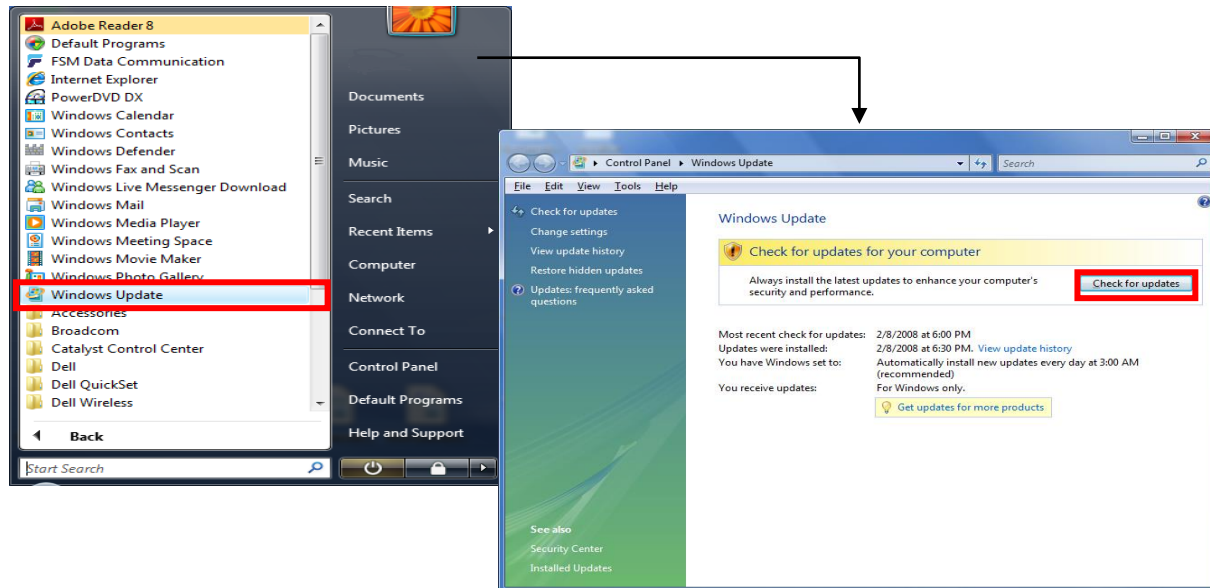 Adobe Reader 8
Default Programs
FSM Data Communication
Internet Explorer
PowerDVD DX
Windows Calendar
Windows Contacts
Windows Defender
Windows Fax and Scan
Windows Live Messenger Download
Windows Mail
Windows Media Player
Windows Meeting Space
Windows Movie Maker
Windows Photo Gallery
Windows Update
Accessories
Broadcom
Catalyst Control Center
Dell
Dell QuickSet
Dell Wireless
Back
Start Search
Documents
Pictures
Music
Search
Recent Items
Computer
Network
Connect To
Control Panel
Default Programs
Help and Support
Control Panel Windows Update
Search
File Edit View Tools Help
Check for updates
Change settings
View update history
Restore hidden updates
Updates: frequently asked
questions
See also
Security Center
Installed Updates
Windows Update
Check for updates for your computer
Always install the latest updates to enhance your computer's
security and performance.
Check for updates
Most recent check for updates: 2/8/2008 at 6:00 PM
Updates were installed: 2/8/2008 at 6:30 PM. View update history
You have Windows set to: Automatically install new updates every day at 3:00 AM
(recommended)
You receive updates: For Windows only.
Get updates for more products